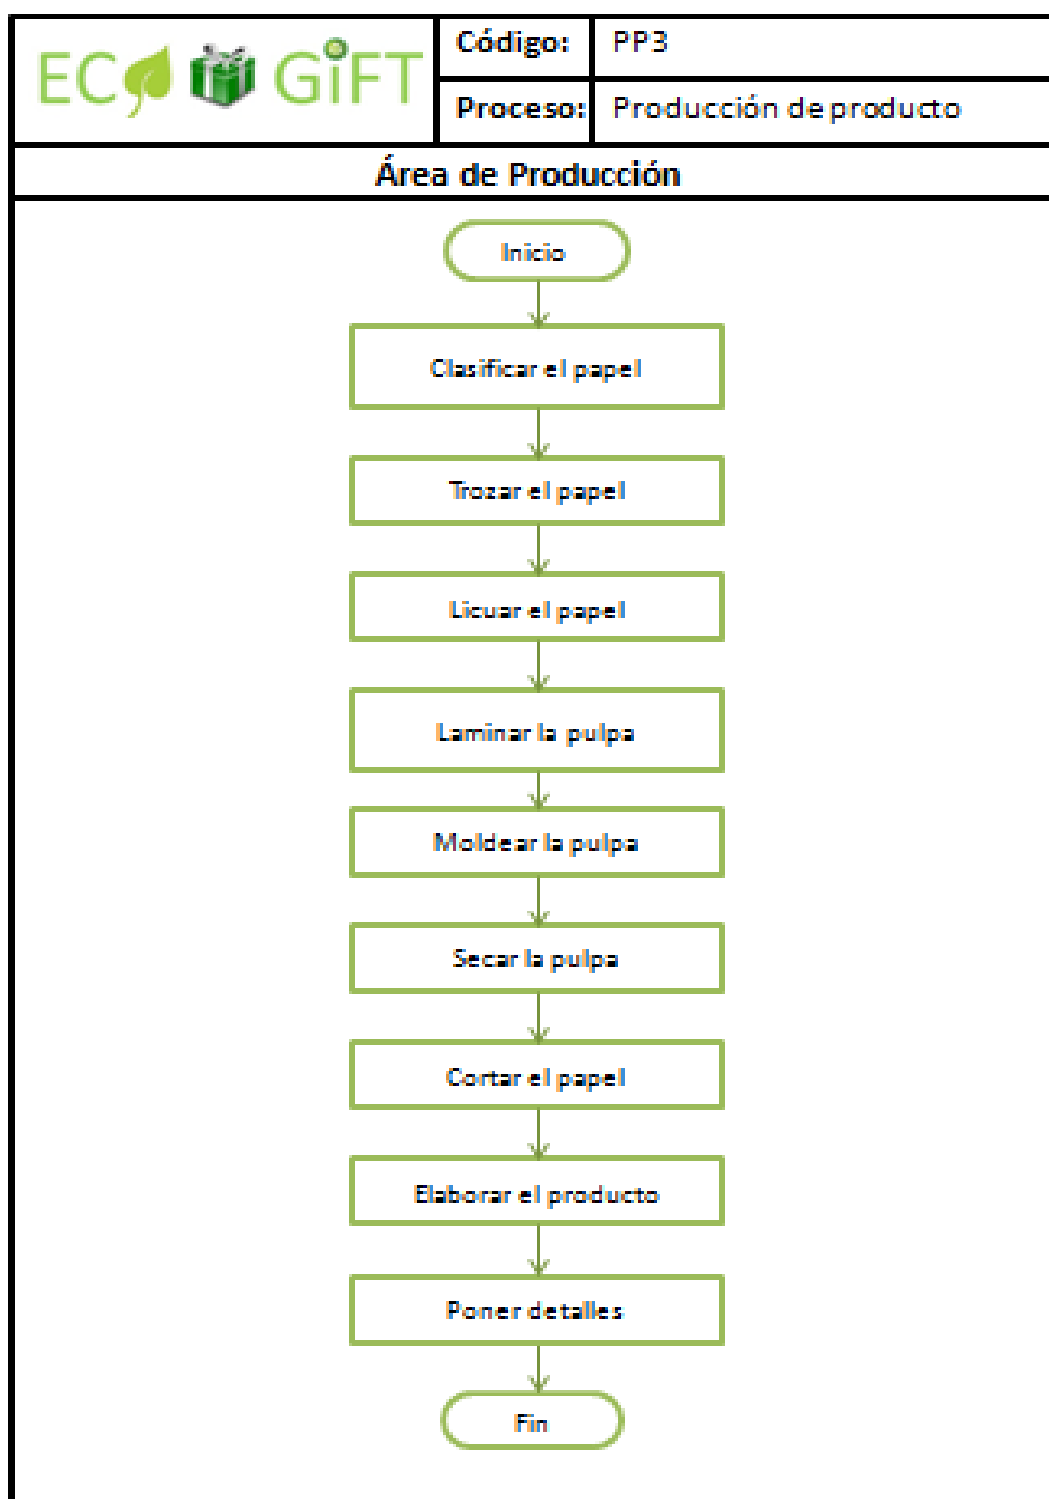 ECO GiFT
Código: PP3
Proceso: Producción de producto
Área de Producción
Inicio
Clasificar el papel
Trozar el papel
Licuar el papel
Laminar la pulpa
Moldear la pulpa
Secar la pulpa
Cortar el papel
Elaborar el producto
Poner detalles
Fin